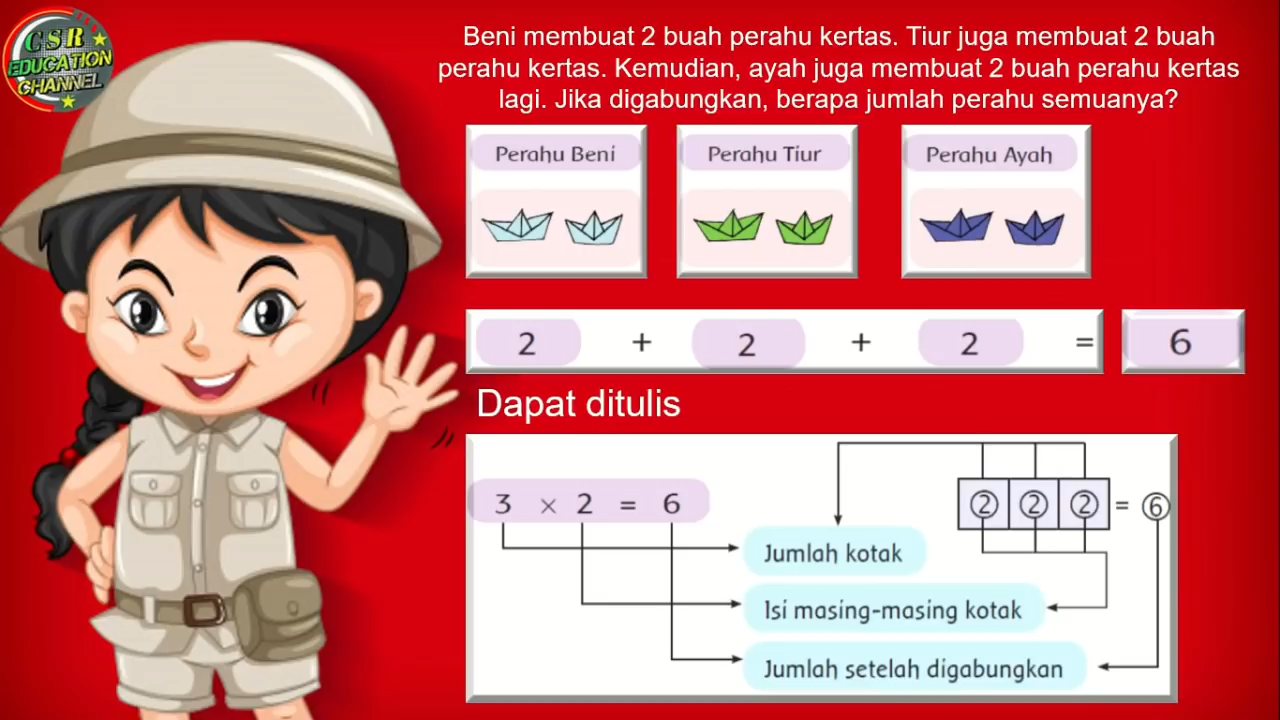 CSR
EDUCATION
CHANNEL
Beni membuat 2 buah perahu kertas. Tiur juga membuat 2 buah
perahu kertas. Kemudian, ayah juga membuat 2 buah perahu kertas
lagi. Jika digabungkan, berapa jumlah perahu semuanya?
Perahu Beni
Perahu Tiur
Perahu Ayah
2 + 2 + 2 = 6
Dapat ditulis
3 × 2 = 6
② ② ② = ⑥
Jumlah kotak
Isi masing-masing kotak
Jumlah setelah digabungkan